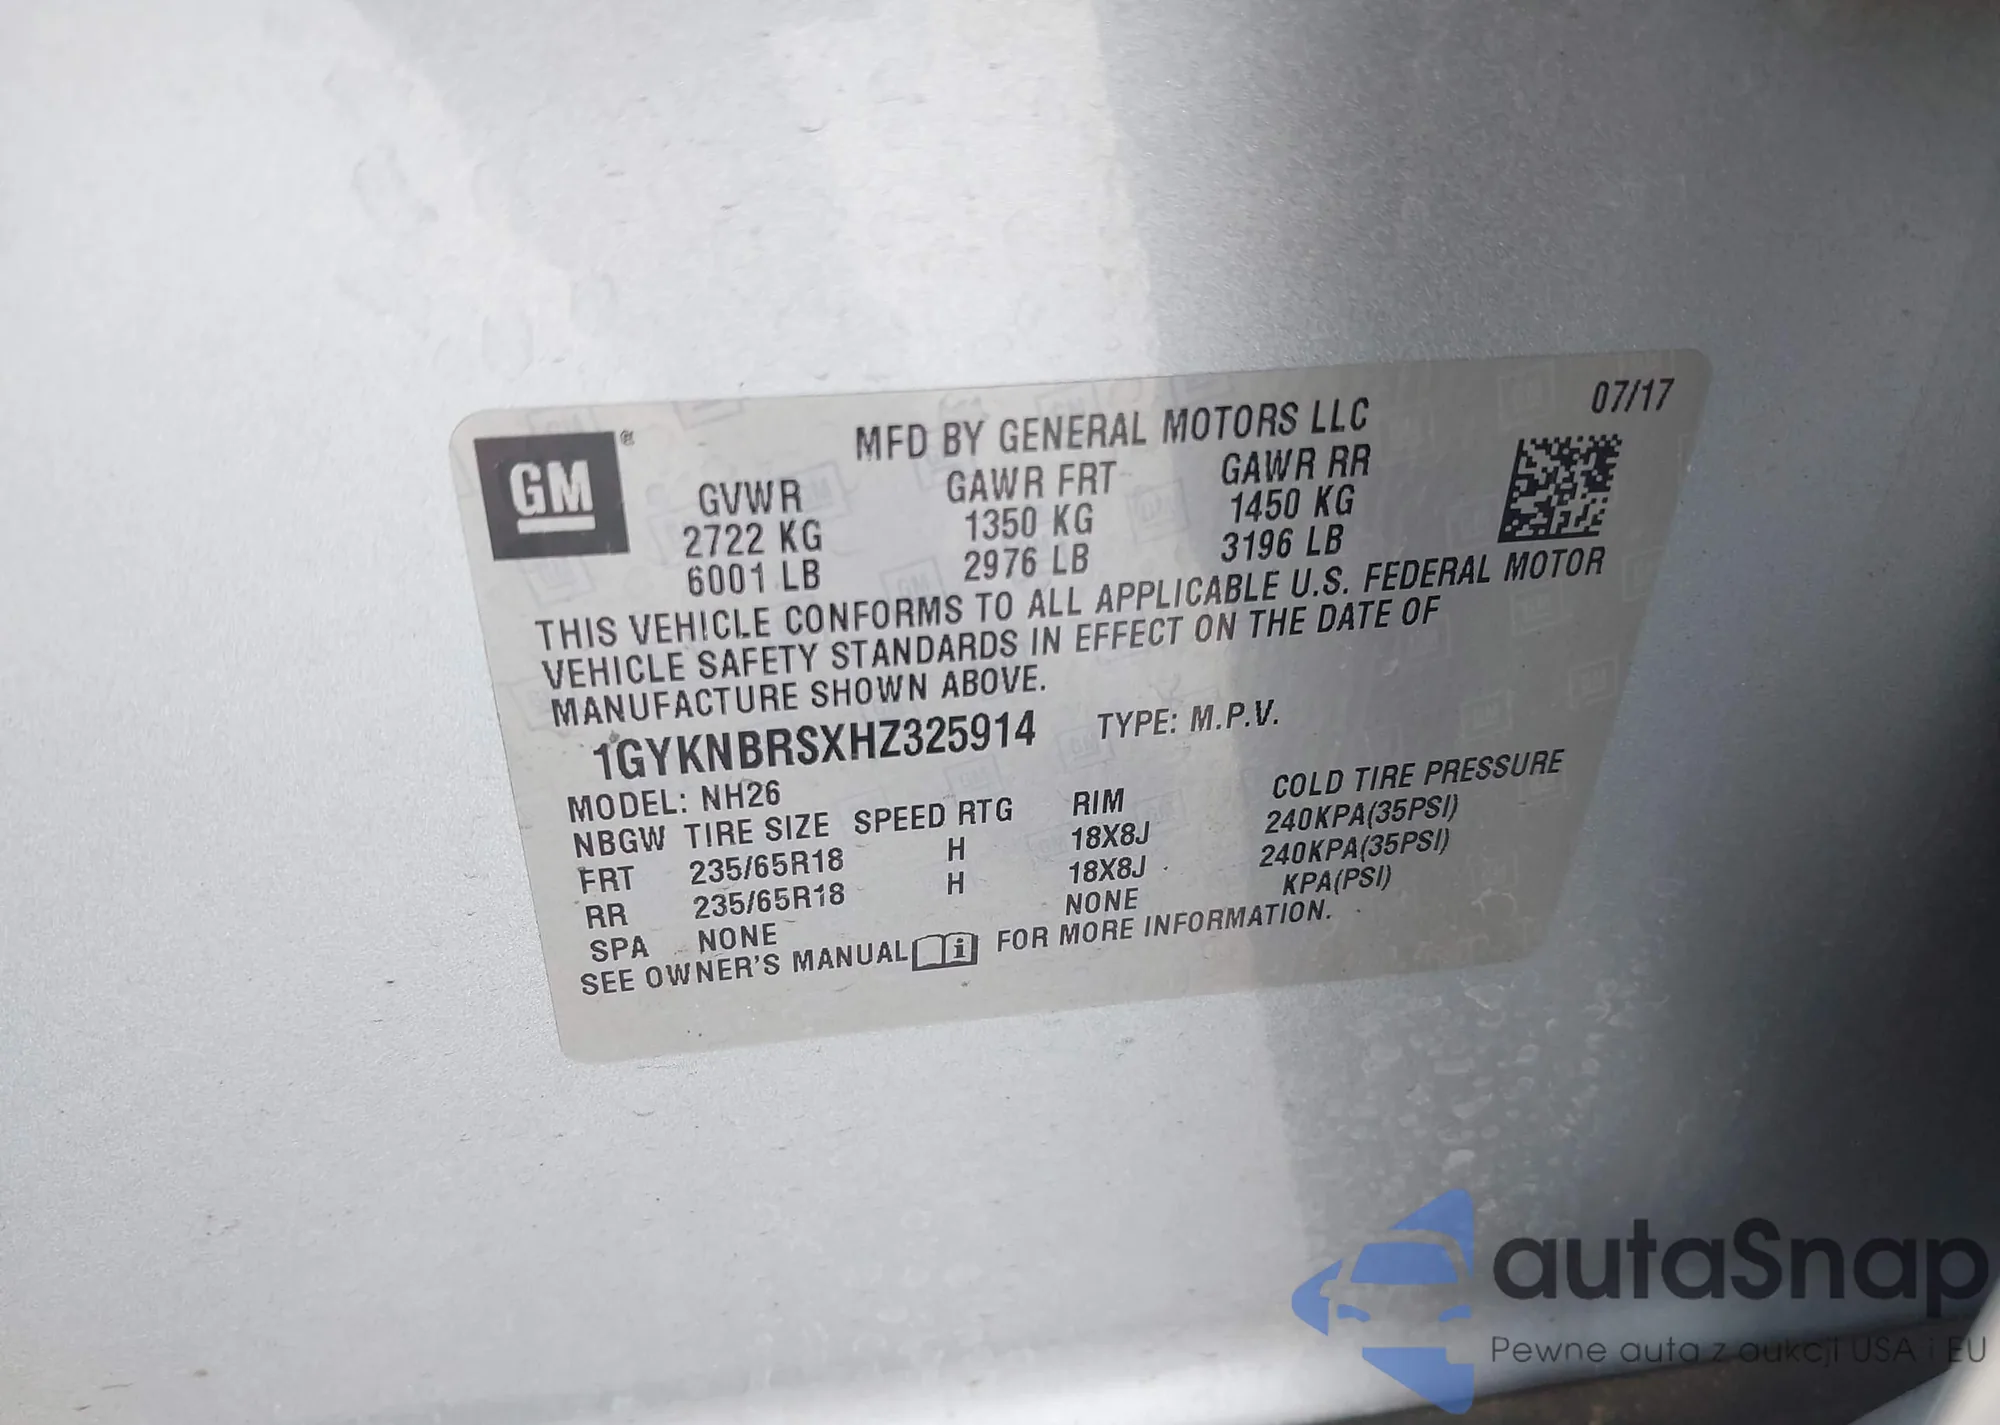 07/17
GM®
MFD BY GENERAL MOTORS LLC
GVWR GAWR FRT GAWR RR
2722 KG 1350 KG 1450 KG
6001 LB 2976 LB 3196 LB
THIS VEHICLE CONFORMS TO ALL APPLICABLE U.S. FEDERAL MOTOR
VEHICLE SAFETY STANDARDS IN EFFECT ON THE DATE OF
MANUFACTURE SHOWN ABOVE.
1GYKNBRSXHZ325914 TYPE: M.P.V.
MODEL: NH26
NBGW TIRE SIZE SPEED RTG RIM COLD TIRE PRESSURE
FRT 235/65R18 H 18X8J 240KPA(35PSI)
RR 235/65R18 H 18X8J 240KPA(35PSI)
SPA NONE NONE KPA(PSI)
SEE OWNER'S MANUAL FOR MORE INFORMATION.
autaSnap
Pewne auta z aukcji USA i EU